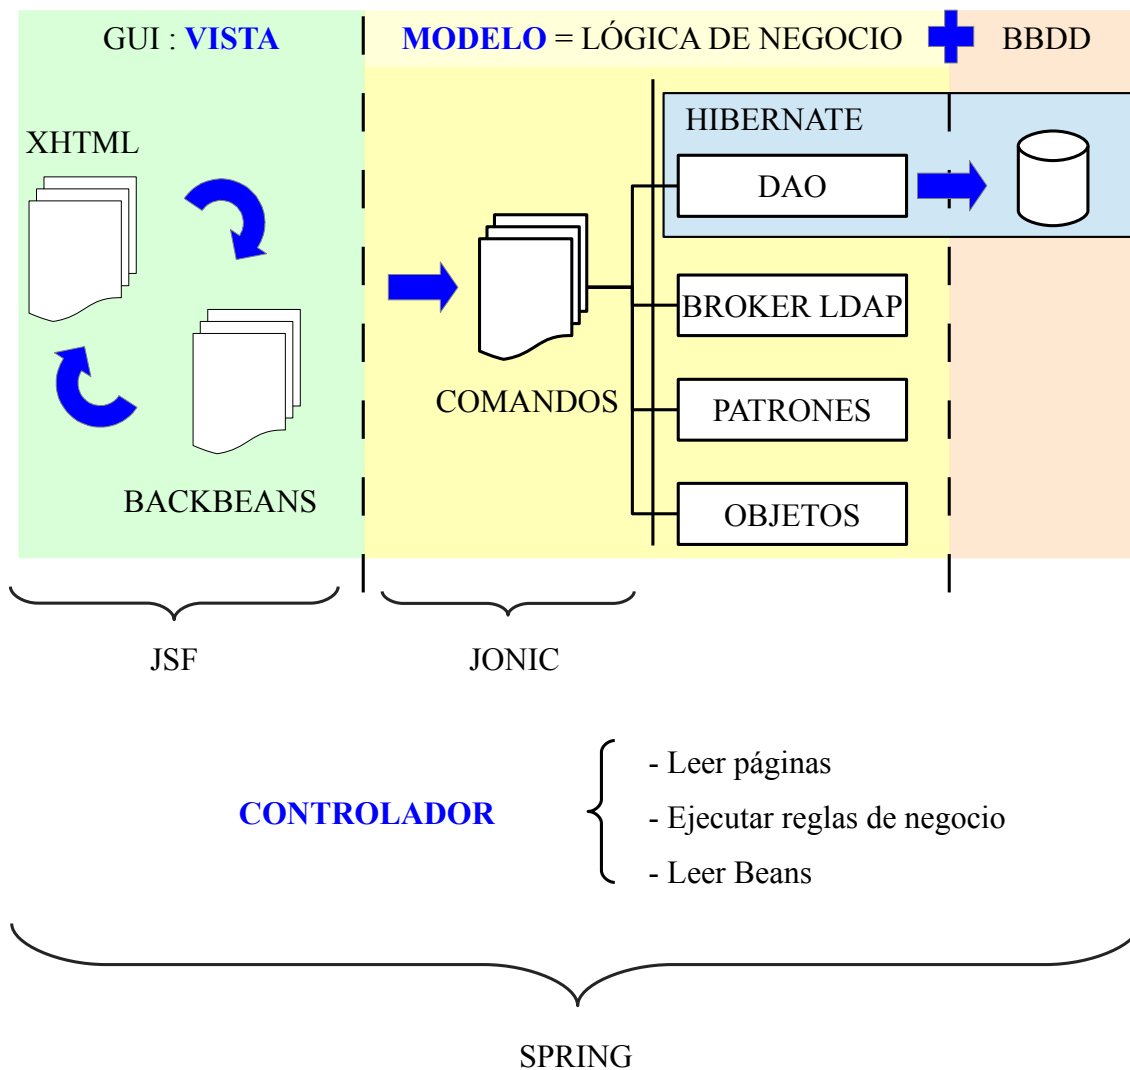 GUI : VISTA
MODELO = LÓGICA DE NEGOCIO
BBDD
XHTML
BACKBEANS
COMANDOS
HIBERNATE
DAO
BROKER LDAP
PATRONES
OBJETOS
JSF
JONIC
CONTROLADOR
- Leer páginas
- Ejecutar reglas de negocio
- Leer Beans
SPRING